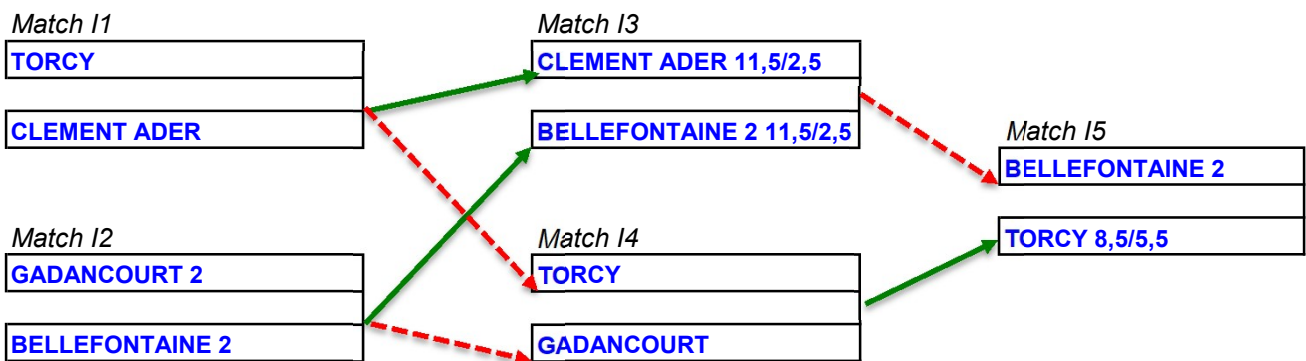 Match I1
TORCY
CLEMENT ADER
Match I2
GADANCOURT 2
BELLEFONTAINE 2
Match I3
CLEMENT ADER 11,5/2,5
BELLEFONTAINE 2 11,5/2,5
Match I4
TORCY
GADANCOURT
Match I5
BELLEFONTAINE 2
TORCY 8,5/5,5